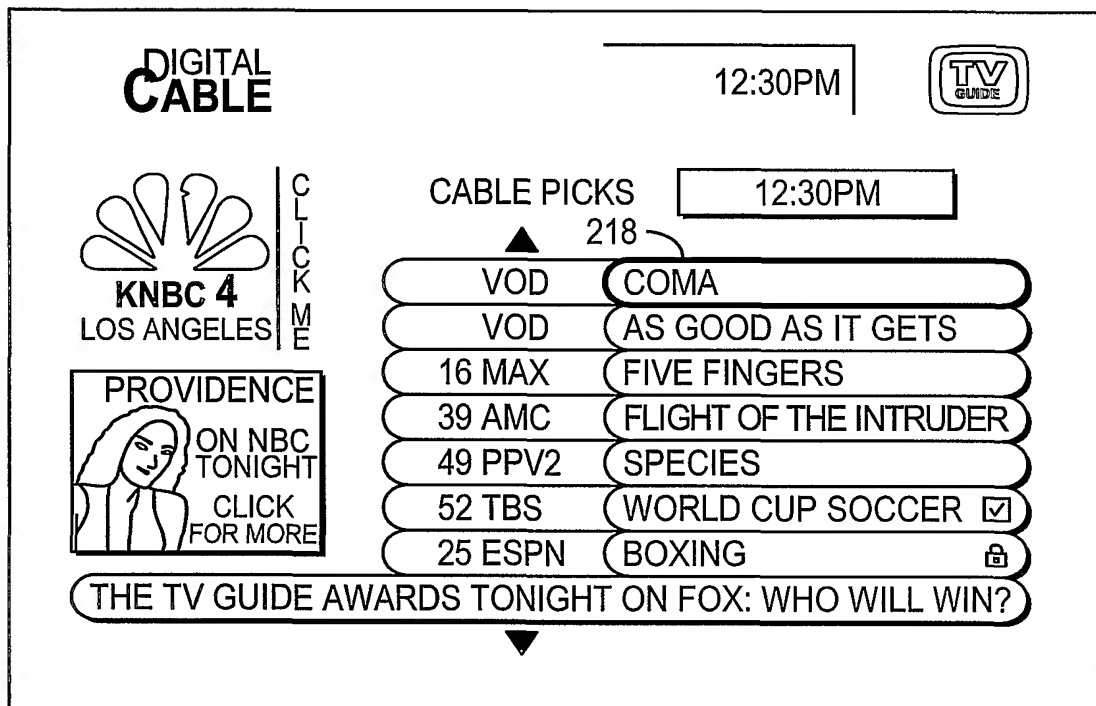 DIGITAL
CABLE
12:30PM
TV
GUIDE
KNBC 4
LOS ANGELES
CLICK ME
PROVIDENCE
ON NBC
TONIGHT
CLICK
FOR MORE
CABLE PICKS 12:30PM
218
VOD COMA
VOD AS GOOD AS IT GETS
16 MAX FIVE FINGERS
39 AMC FLIGHT OF THE INTRUDER
49 PPV2 SPECIES
52 TBS WORLD CUP SOCCER
25 ESPN BOXING
THE TV GUIDE AWARDS TONIGHT ON FOX: WHO WILL WIN?